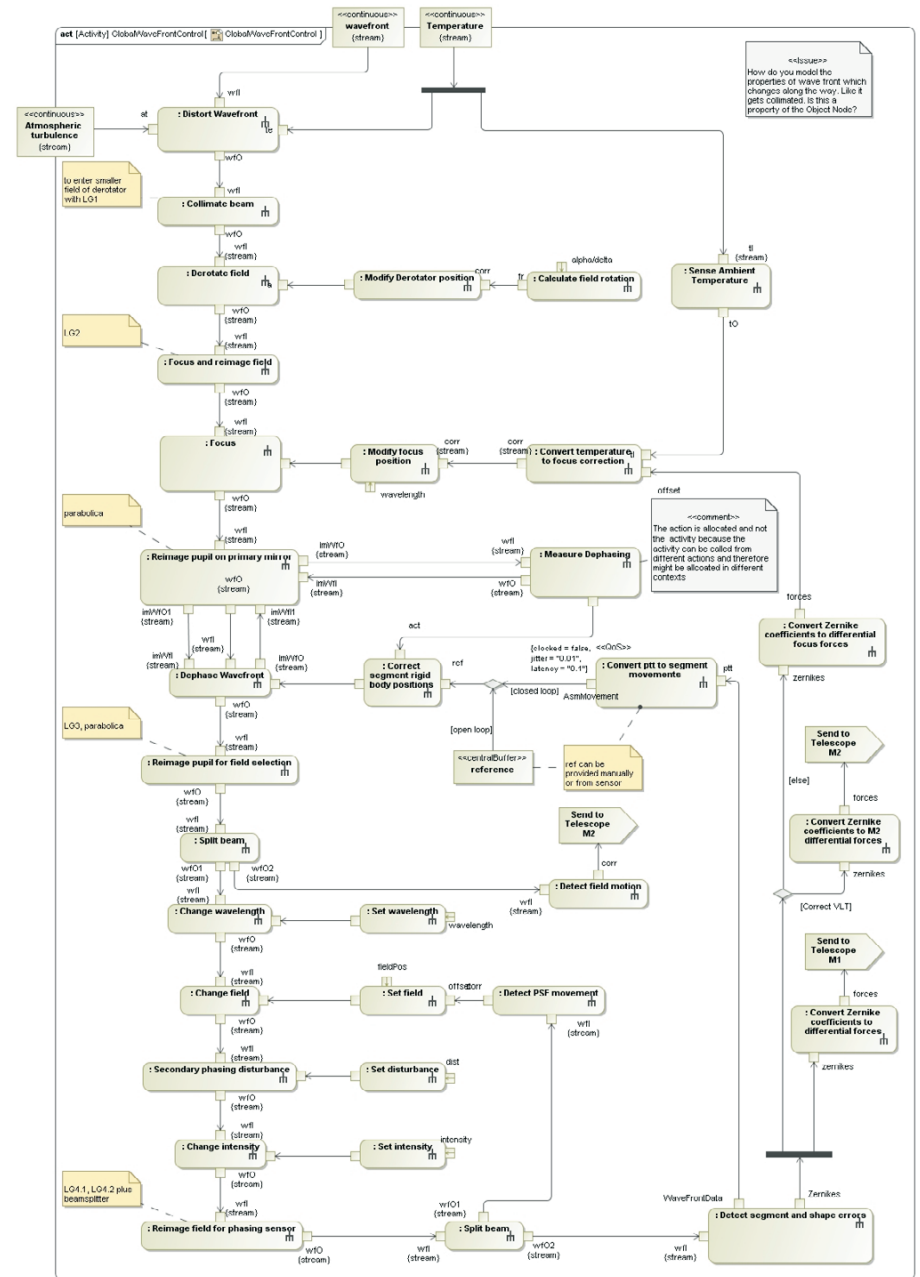 <<continuous>>
wavefront
{stream}
<<continuous>>
Temperature
{stream}
act [Activity] GlobalWaveFrontControl [ GlobalWaveFrontControl ]
<<Issue>>
How do you model the
properties of wave front which
changes along the way. Like it
gets collimated. Is this a
property of the Object Node?
wfI
<<continuous>>
Atmospheric
turbulence
{stream}
at
: Distort Wavefront
te
wfO
to enter smaller
field of derotator
with LG1
wfI
: Collimate beam
wfO
wfI
{stream}
: Derotate field
a
: Modify Derotator position
corr
fr
alpha/delta
: Calculate field rotation
tI
{stream}
: Sense Ambient
Temperature
tO
wfO
{stream}
LG2
wfI
{stream}
: Focus and reimage field
wfO
{stream}
wfI
{stream}
: Focus
: Modify focus
position
wavelength
corr
{stream}
corr
{stream}
: Convert temperature
to focus correction
tI
offset
wfO
{stream}
parabolica
wfI
{stream}
: Reimage pupil on primary mirror
wfO
{stream}
imWfO
{stream}
imWfI
{stream}
wfI
{stream}
wfO
{stream}
: Measure Dephasing
<<comment>>
The action is allocated and not
the activity because the
activity can be called from
different actions and therefore
might be allocated in different
contexts
imWfO1
{stream}
imWfI1
{stream}
wfI
{stream}
imWfI
{stream}
imWfO
{stream}
: Dephase Wavefront
act
: Correct
segment rigid
body positions
ref
{clocked = false, <<QoS>>
jitter = "0.01",
latency = "0.1"}
[closed loop]
AsmMovement
: Convert ptt to segment
movemente
ptt
forces
: Convert Zernike
coefficients to differential
focus forces
zernikes
wfO
{stream}
LG3, parabolica
wfI
{stream}
: Reimage pupil for field selection
[open loop]
<<centralBuffer>>
reference
ref can be
provided manually
or from sensor
Send to
Telescope
M2
[else]
forces
: Convert Zernike
coefficients to M2
differential forces
zernikes
[Correct VLT]
wfO
{stream}
wfI
{stream}
: Split beam
wfO1
{stream}
wfO2
{stream}
Send to
Telescope
M2
corr
: Detect field motion
wfI
{stream}
wfI
{stream}
: Change wavelength
: Set wavelength
wavelength
wfO
{stream}
Send to
Telescope
M1
forces
: Convert Zernike
coefficients to
differential forces
zernikes
wfI
{stream}
: Change field
fieldPos
: Set field
offset
corr
: Detect PSF movement
wfI
{stream}
wfO
{stream}
wfI
{stream}
: Secondary phasing disturbance
: Set disturbance
dist
wfO
{stream}
wfI
{stream}
: Change intensity
: Set intensity
intensity
wfO
{stream}
LG4.1, LG4.2 plus
beamsplitter
wfI
{stream}
: Reimage field for phasing sensor
wfO
{stream}
wfI
{stream}
wfO1
{stream}
: Split beam
wfO2
{stream}
WaveFrontData
Zernikes
: Detect segment and shape errors
wfI
{stream}